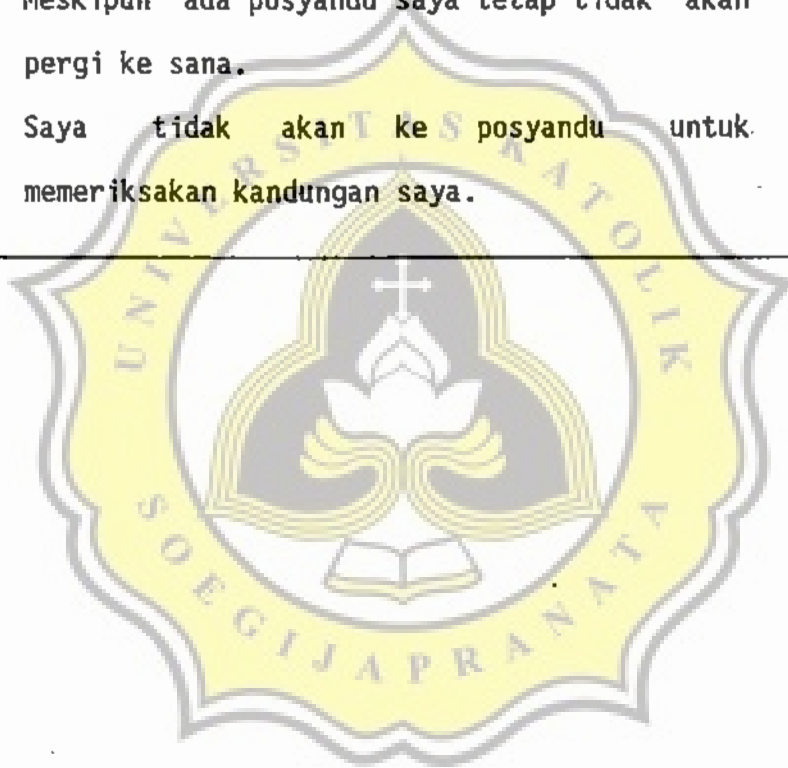 Meskipun ada posyandu saya tetap tidak akan
pergi ke sana.
Saya tidak akan ke posyandu untuk
memeriksakan kandungan saya.
UNIVERSITAS KATOLIK
SOEGIJAPRANATA